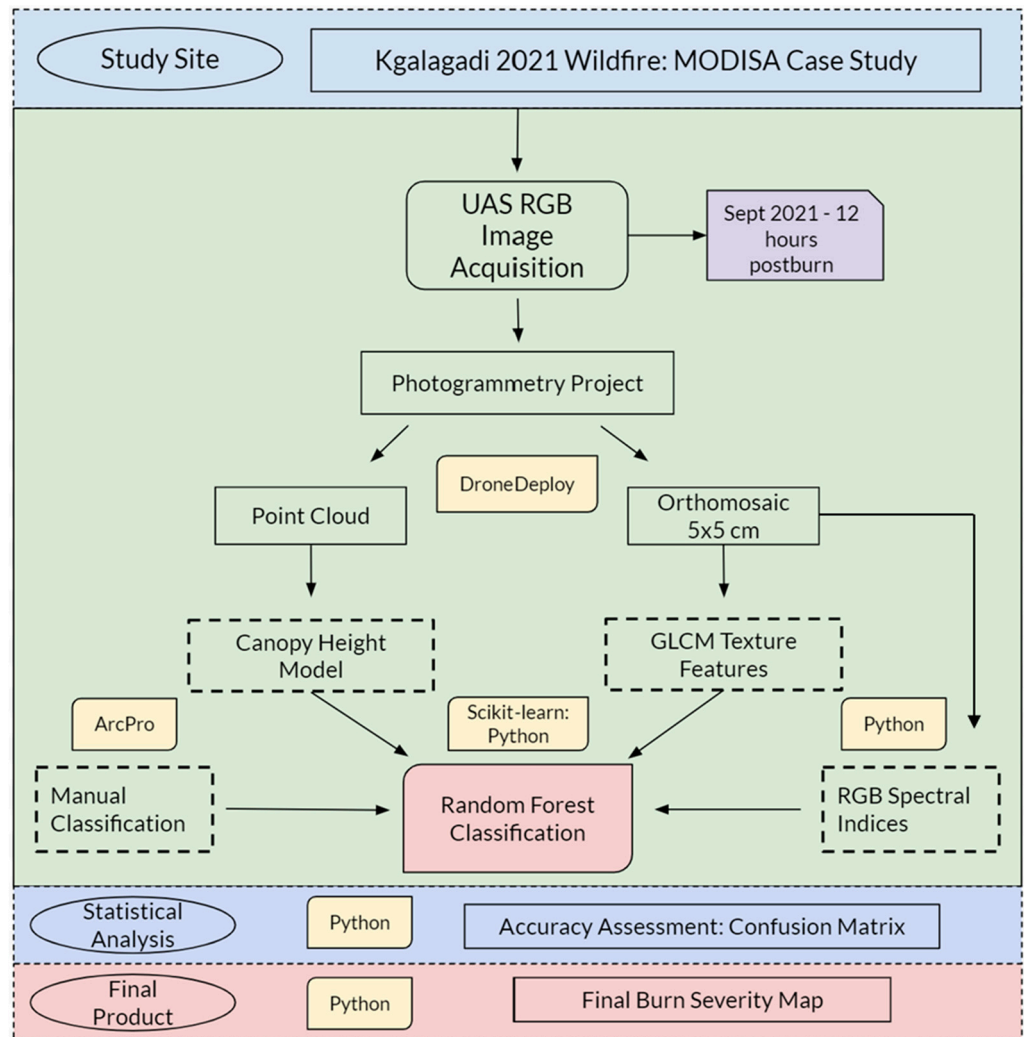 Study Site
Kgalagadi 2021 Wildfire: MODISA Case Study
UAS RGB
Image
Acquisition
Sept 2021 - 12
hours
postburn
Photogrammetry Project
DroneDeploy
Point Cloud
Orthomosaic
5x5 cm
Canopy Height
Model
GLCM Texture
Features
ArcPro
Scikit-learn:
Python
Python
Manual
Classification
Random Forest
Classification
RGB Spectral
Indices
Statistical
Analysis
Python
Accuracy Assessment: Confusion Matrix
Final
Product
Python
Final Burn Severity Map